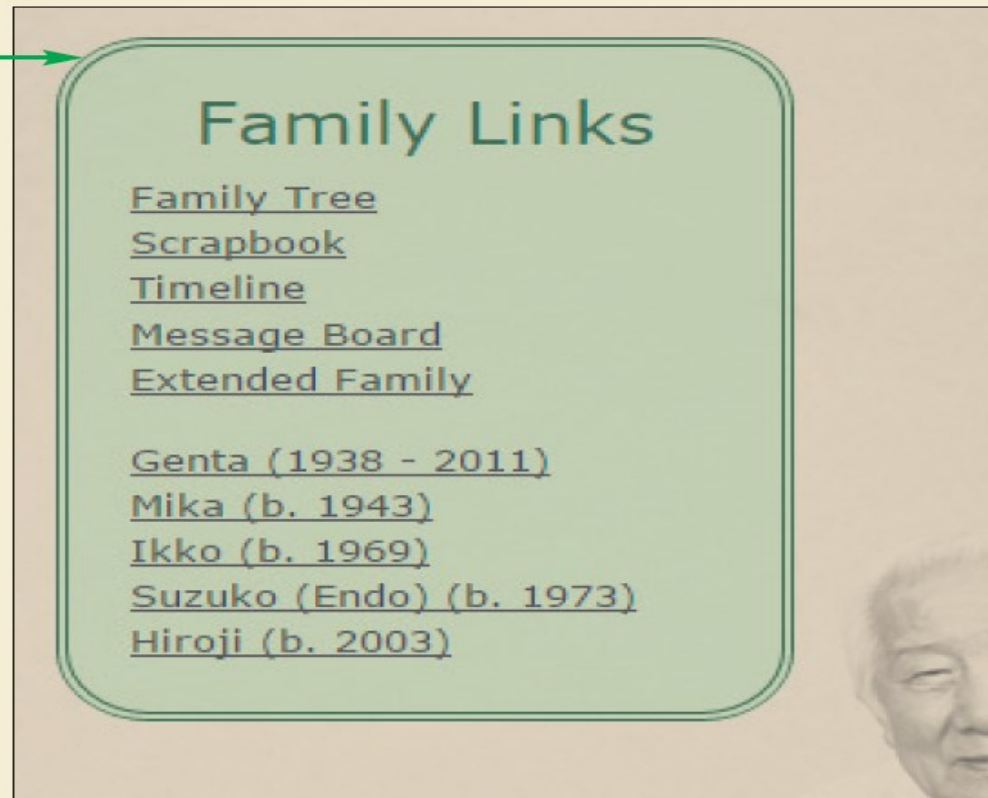 Family Links
Family Tree
Scrapbook
Timeline
Message Board
Extended Family
Genta (1938 - 2011)
Mika (b. 1943)
Ikko (b. 1969)
Suzuko (Endo) (b. 1973)
Hiroji (b. 2003)